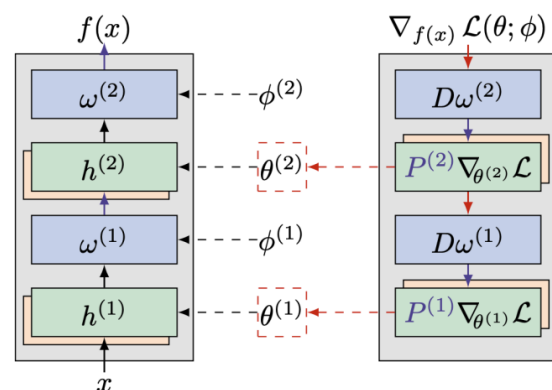 f(x)
∇_{f(x)} ℒ(θ; ϕ)
ω^{(2)}
ϕ^{(2)}
Dω^{(2)}
h^{(2)}
θ^{(2)}
P^{(2)}∇_{θ^{(2)}} ℒ
ω^{(1)}
ϕ^{(1)}
Dω^{(1)}
h^{(1)}
θ^{(1)}
P^{(1)}∇_{θ^{(1)}} ℒ
x